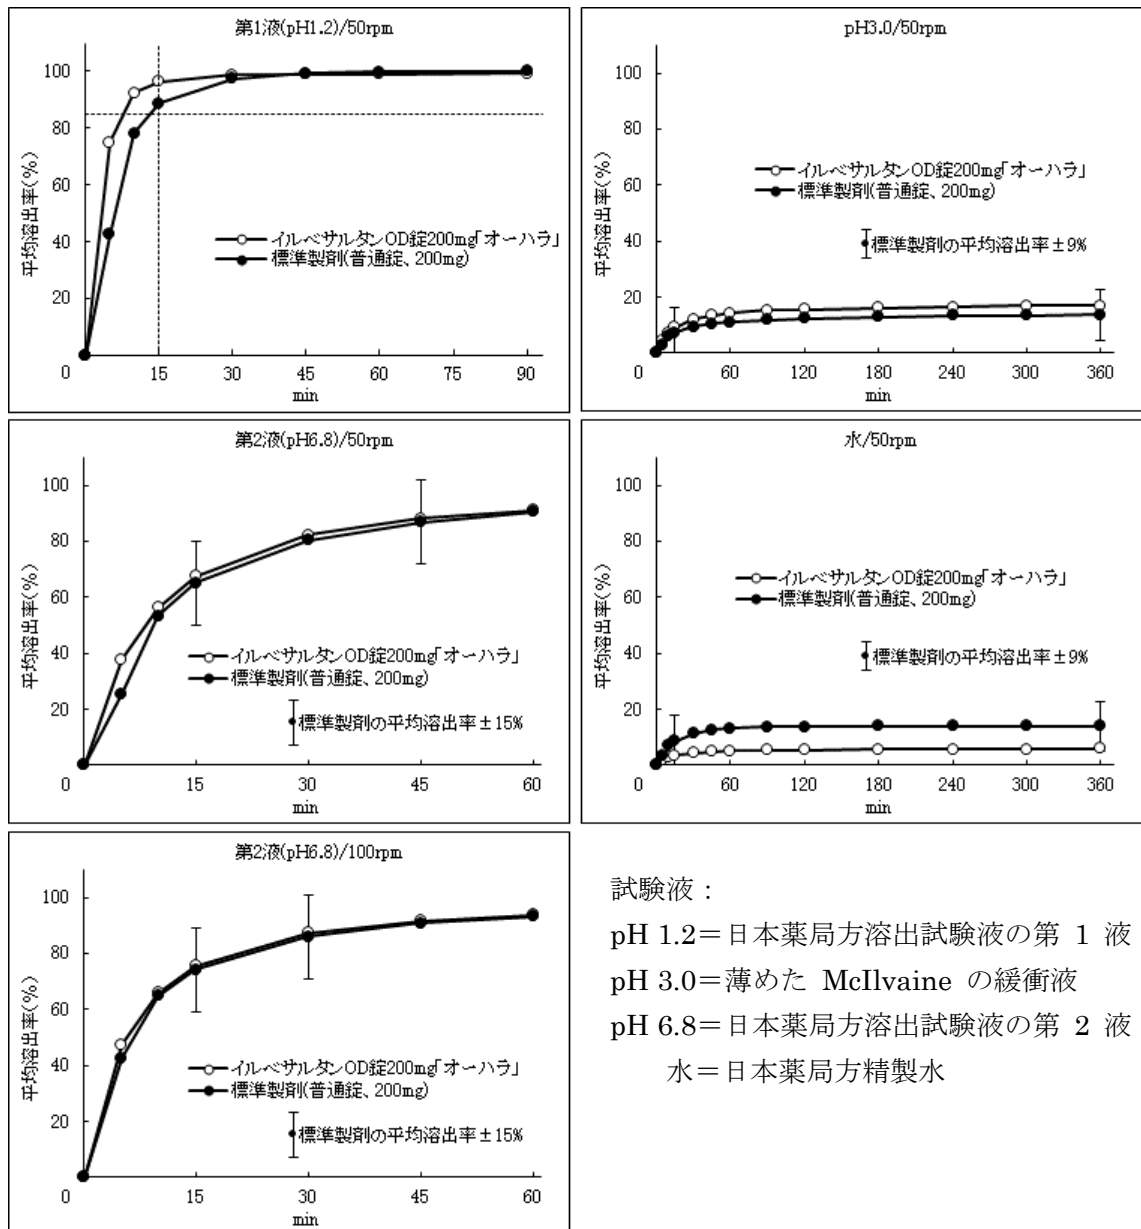 第1液(pH1.2)/50rpm
平均溶出率(%)
100
80
60
40
20
0
15
30
45
60
75
90
min
イルベサルタンOD錠200mg「オーハラ」
標準製剤(普通錠、200mg)
pH3.0/50rpm
平均溶出率(%)
100
80
60
40
20
0
60
120
180
240
300
360
min
イルベサルタンOD錠200mg「オーハラ」
標準製剤(普通錠、200mg)
標準製剤の平均溶出率±9%
第2液(pH6.8)/50rpm
平均溶出率(%)
100
80
60
40
20
0
15
30
45
60
min
イルベサルタンOD錠200mg「オーハラ」
標準製剤(普通錠、200mg)
標準製剤の平均溶出率±15%
水/50rpm
平均溶出率(%)
100
80
60
40
20
0
60
120
180
240
300
360
min
イルベサルタンOD錠200mg「オーハラ」
標準製剤(普通錠、200mg)
標準製剤の平均溶出率±9%
第2液(pH6.8)/100rpm
平均溶出率(%)
100
80
60
40
20
0
15
30
45
60
min
イルベサルタンOD錠200mg「オーハラ」
標準製剤(普通錠、200mg)
標準製剤の平均溶出率±15%
試験液：
pH 1.2＝日本薬局方溶出試験液の第 1 液
pH 3.0＝薄めた McIlvaine の緩衝液
pH 6.8＝日本薬局方溶出試験液の第 2 液
水＝日本薬局方精製水